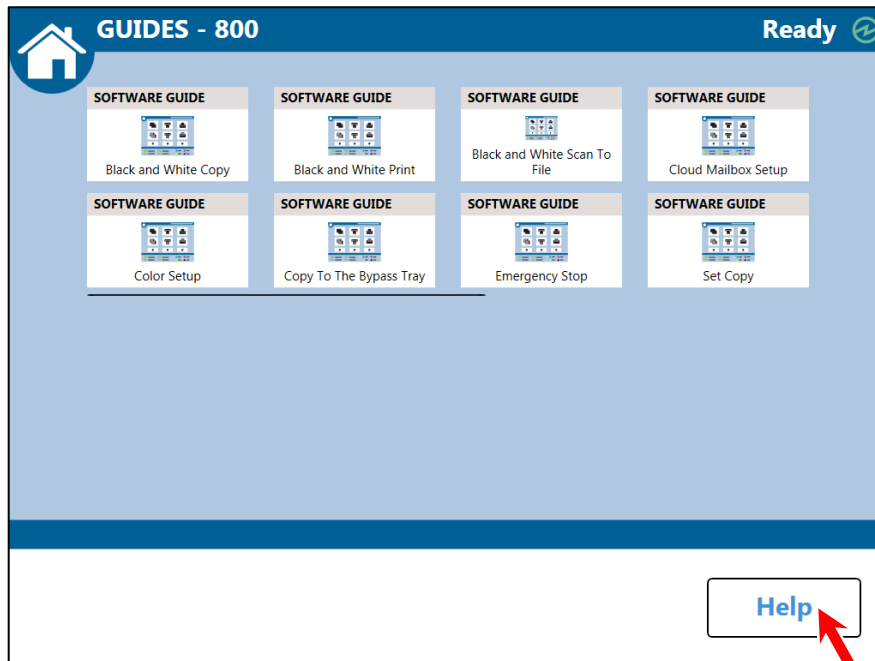 GUIDES - 800
Ready
SOFTWARE GUIDE
Black and White Copy
SOFTWARE GUIDE
Black and White Print
SOFTWARE GUIDE
Black and White Scan To
File
SOFTWARE GUIDE
Cloud Mailbox Setup
SOFTWARE GUIDE
Color Setup
SOFTWARE GUIDE
Copy To The Bypass Tray
SOFTWARE GUIDE
Emergency Stop
SOFTWARE GUIDE
Set Copy
Help